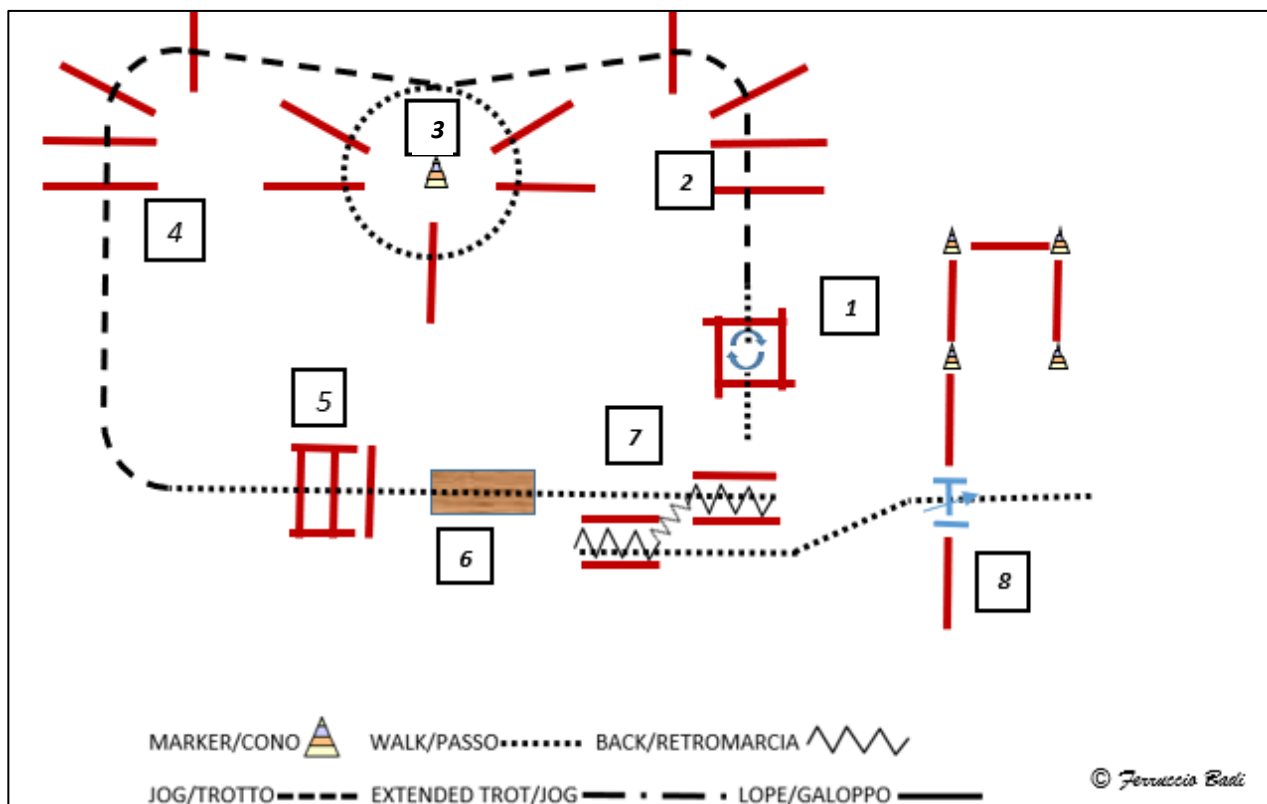 3
2
4
1
5
7
6
8
MARKER/CONO WALK/PASSO BACK/RETROMARCIA
© Ferruccio Badi
JOG/TROTTO EXTENDED TROT/JOG LOPE/GALOPPO